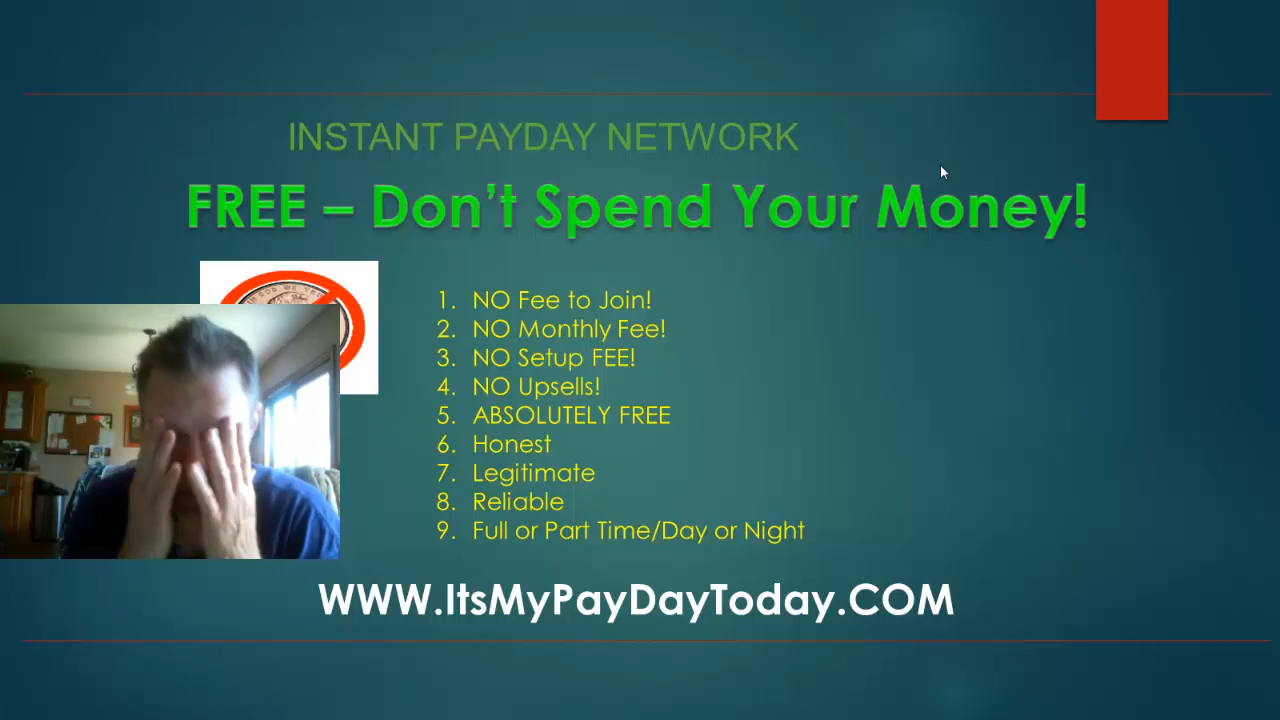 INSTANT PAYDAY NETWORK
FREE – Don't Spend Your Money!
1. NO Fee to Join!
2. NO Monthly Fee!
3. NO Setup FEE!
4. NO Upsells!
5. ABSOLUTELY FREE
6. Honest
7. Legitimate
8. Reliable
9. Full or Part Time/Day or Night
WWW.ItsMyPayDayToday.COM